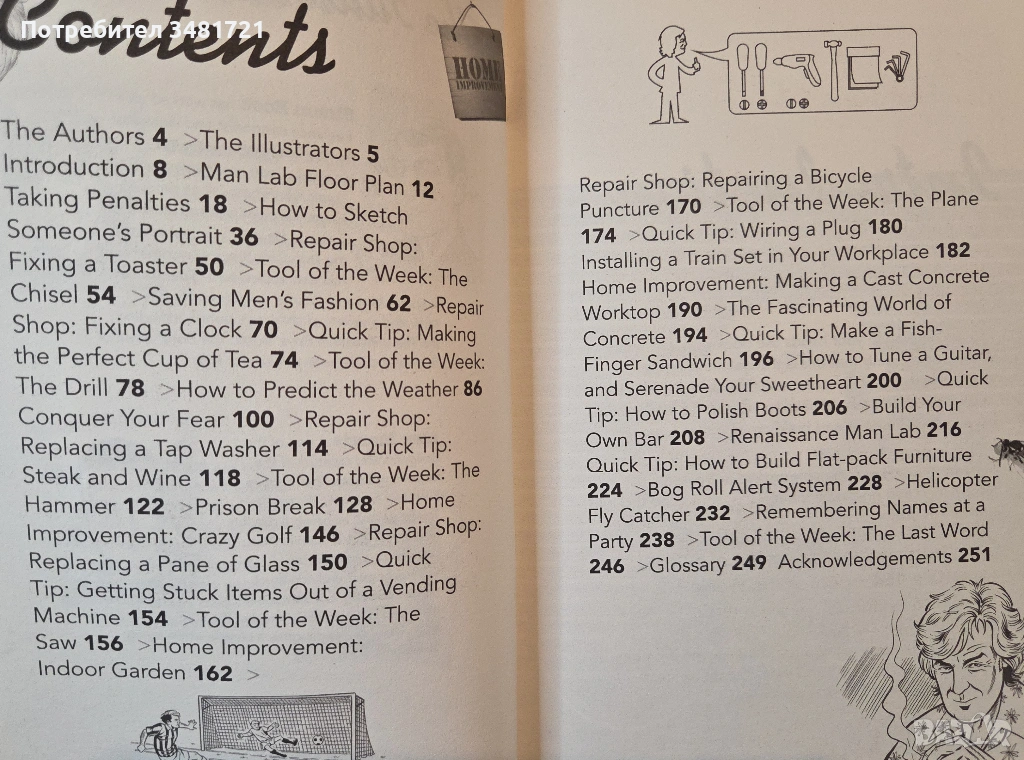 Потребител 3481721
Contents
HOME
IMPROVEMENT
The Authors 4 >The Illustrators 5
Introduction 8 >Man Lab Floor Plan 12
Taking Penalties 18 >How to Sketch
Someone's Portrait 36 >Repair Shop:
Fixing a Toaster 50 >Tool of the Week: The
Chisel 54 >Saving Men's Fashion 62 >Repair
Shop: Fixing a Clock 70 >Quick Tip: Making
the Perfect Cup of Tea 74 >Tool of the Week:
The Drill 78 >How to Predict the Weather 86
Conquer Your Fear 100 >Repair Shop:
Replacing a Tap Washer 114 >Quick Tip:
Steak and Wine 118 >Tool of the Week: The
Hammer 122 >Prison Break 128 >Home
Improvement: Crazy Golf 146 >Repair Shop:
Replacing a Pane of Glass 150 >Quick
Tip: Getting Stuck Items Out of a Vending
Machine 154 >Tool of the Week: The
Saw 156 >Home Improvement:
Indoor Garden 162 >
Repair Shop: Repairing a Bicycle
Puncture 170 >Tool of the Week: The Plane
174 >Quick Tip: Wiring a Plug 180
Installing a Train Set in Your Workplace 182
Home Improvement: Making a Cast Concrete
Worktop 190 >The Fascinating World of
Concrete 194 >Quick Tip: Make a Fish-
Finger Sandwich 196 >How to Tune a Guitar,
and Serenade Your Sweetheart 200 >Quick
Tip: How to Polish Boots 206 >Build Your
Own Bar 208 >Renaissance Man Lab 216
Quick Tip: How to Build Flat-pack Furniture
224 >Bog Roll Alert System 228 >Helicopter
Fly Catcher 232 >Remembering Names at a
Party 238 >Tool of the Week: The Last Word
246 >Glossary 249 Acknowledgements 251